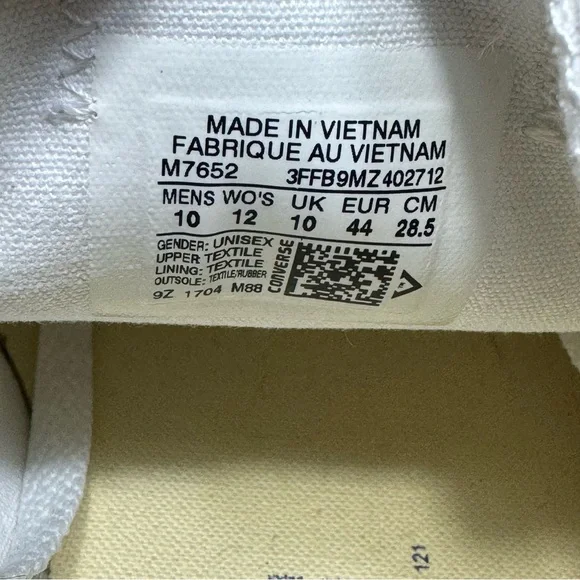 MADE IN VIETNAM
FABRIQUE AU VIETNAM
M7652 3FFB9MZ402712
MENS WO'S UK EUR CM
10 12 10 44 28.5
GENDER: UNISEX
UPPER: TEXTILE
LINING: TEXTILE
OUTSOLE: TEXTILE/RUBBER
9Z 1704 M88
CONVERSE
121